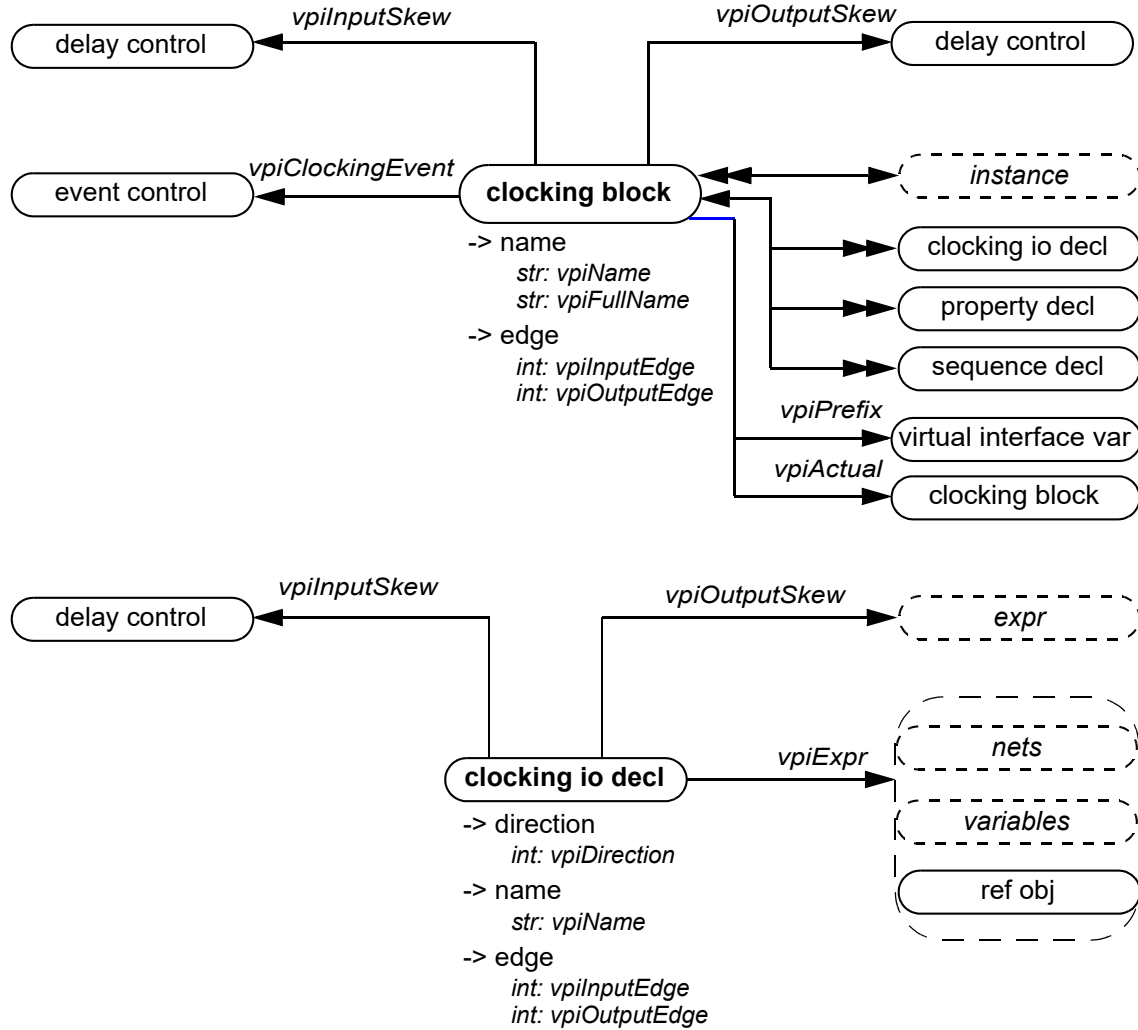 vpiInputSkew
vpiOutputSkew
delay control
delay control
vpiClockingEvent
event control
clocking block
instance
-> name
str: vpiName
str: vpiFullName
-> edge
int: vpiInputEdge
int: vpiOutputEdge
clocking io decl
property decl
sequence decl
vpiPrefix
virtual interface var
vpiActual
clocking block
vpiInputSkew
vpiOutputSkew
delay control
expr
clocking io decl
vpiExpr
nets
variables
ref obj
-> direction
int: vpiDirection
-> name
str: vpiName
-> edge
int: vpiInputEdge
int: vpiOutputEdge